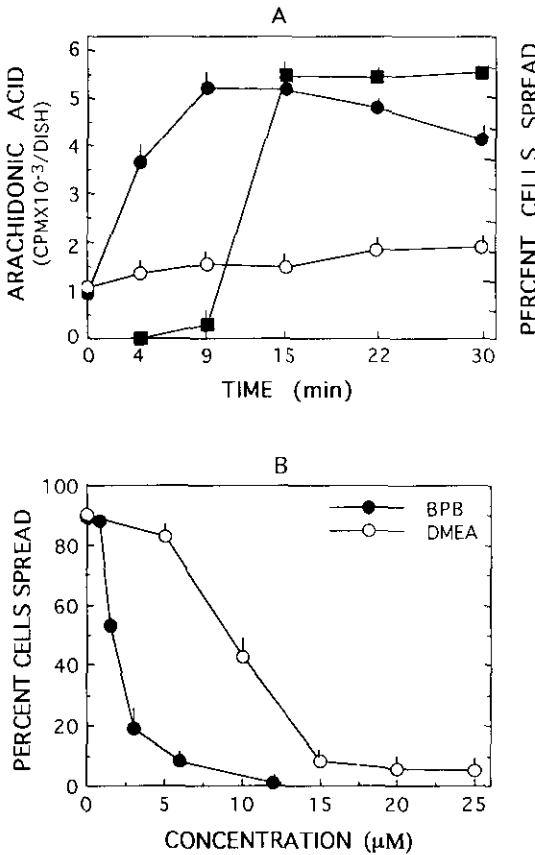 A
ARACHIDONIC ACID
(CPMX10⁻³/DISH)
6
5
4
3
2
1
0
0 4 9 15 22 30
TIME (min)
PERCENT CELLS SPREAD
B
PERCENT CELLS SPREAD
100
80
60
40
20
0
BPB
DMEA
0 5 10 15 20 25
CONCENTRATION (μM)